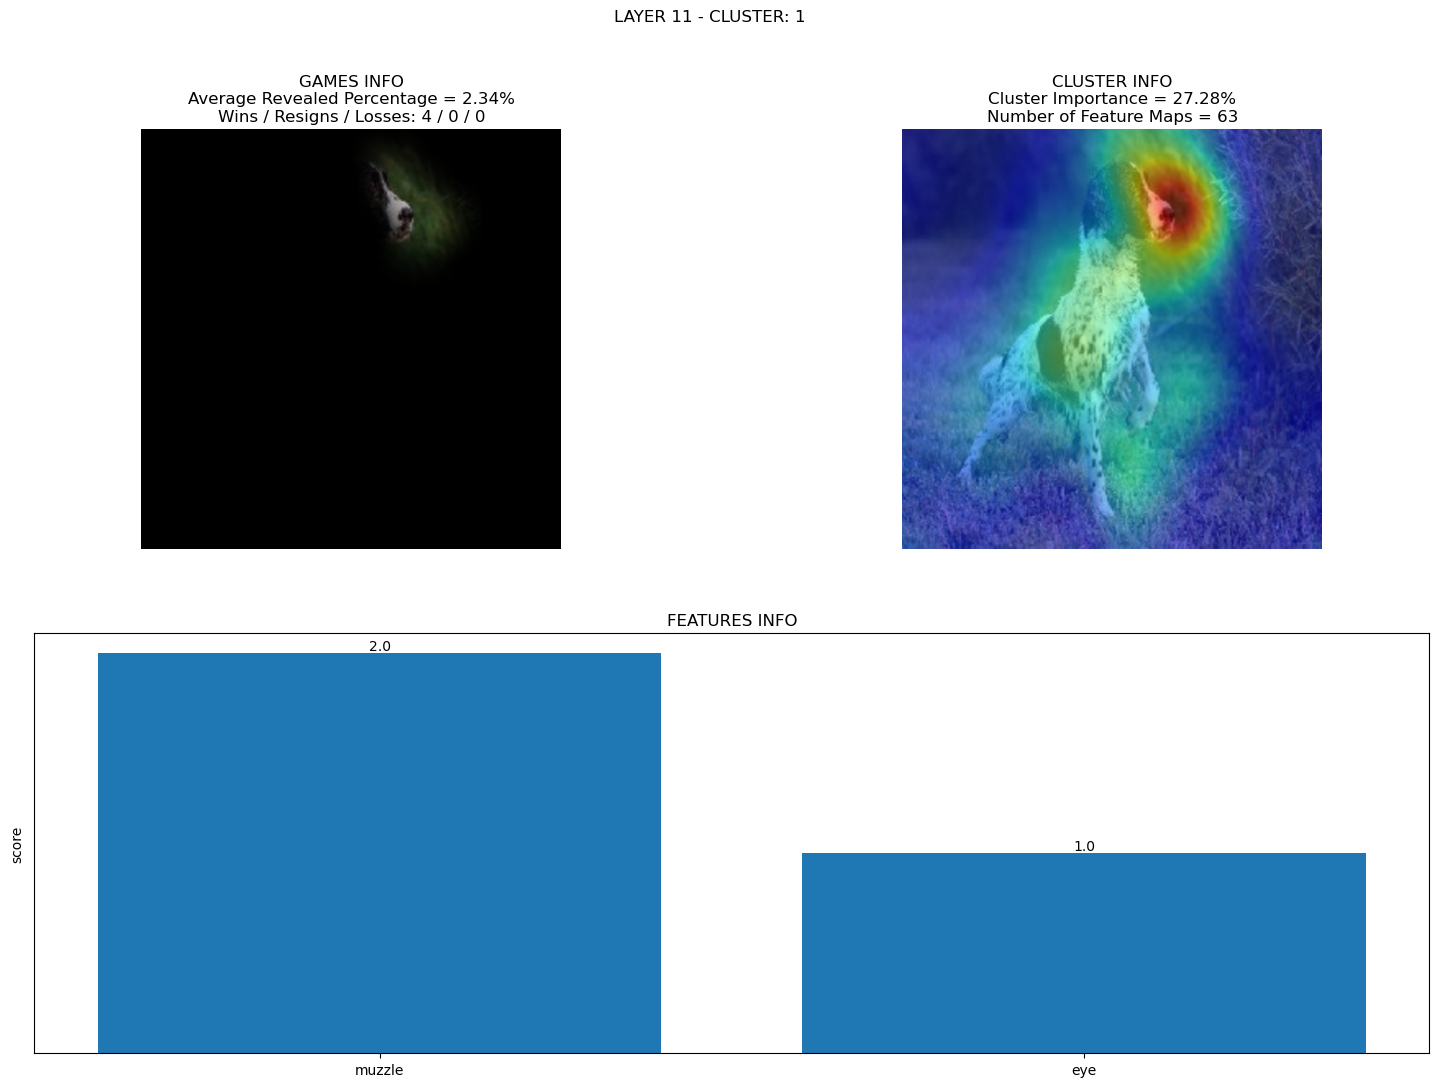 LAYER 11 - CLUSTER: 1
GAMES INFO
Average Revealed Percentage = 2.34%
Wins / Resigns / Losses: 4 / 0 / 0
CLUSTER INFO
Cluster Importance = 27.28%
Number of Feature Maps = 63
FEATURES INFO
score
2.0
1.0
muzzle
eye